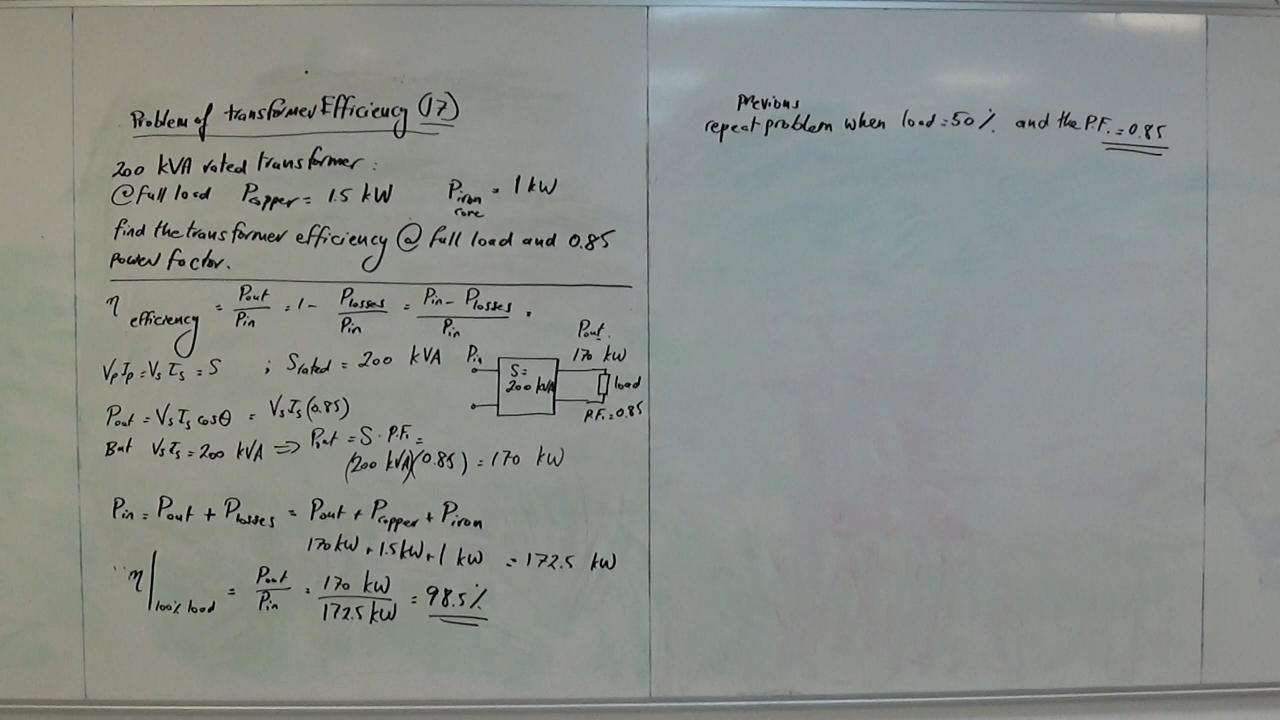 Problem of transformer Efficiency (17)
200 kVA rated transformer:
@full load Pcopper = 1.5 kW Piron core = 1 kW
find the transformer efficiency @ full load and 0.85
power factor.
η efficiency = Pout/Pin = 1 - Plosses/Pin = Pin - Plosses/Pin =
VpIp = VsIs = S ; Srated = 200 kVA
Pin
S = 200 kVA
Pout
170 kW
load
P.F. = 0.85
Pout = VsIs cosθ = VsIs (0.85)
But VsIs = 200 kVA => Pout = S · P.F. =
(200 kVA)(0.85) = 170 kW
Pin = Pout + Plosses = Pout + Pcopper + Piron
170 kW + 1.5 kW + 1 kW = 172.5 kW
η|100% load = Pout/Pin = 170 kW/172.5 kW = 98.5%
Previous
repeat problem when load = 50% and the P.F. = 0.85